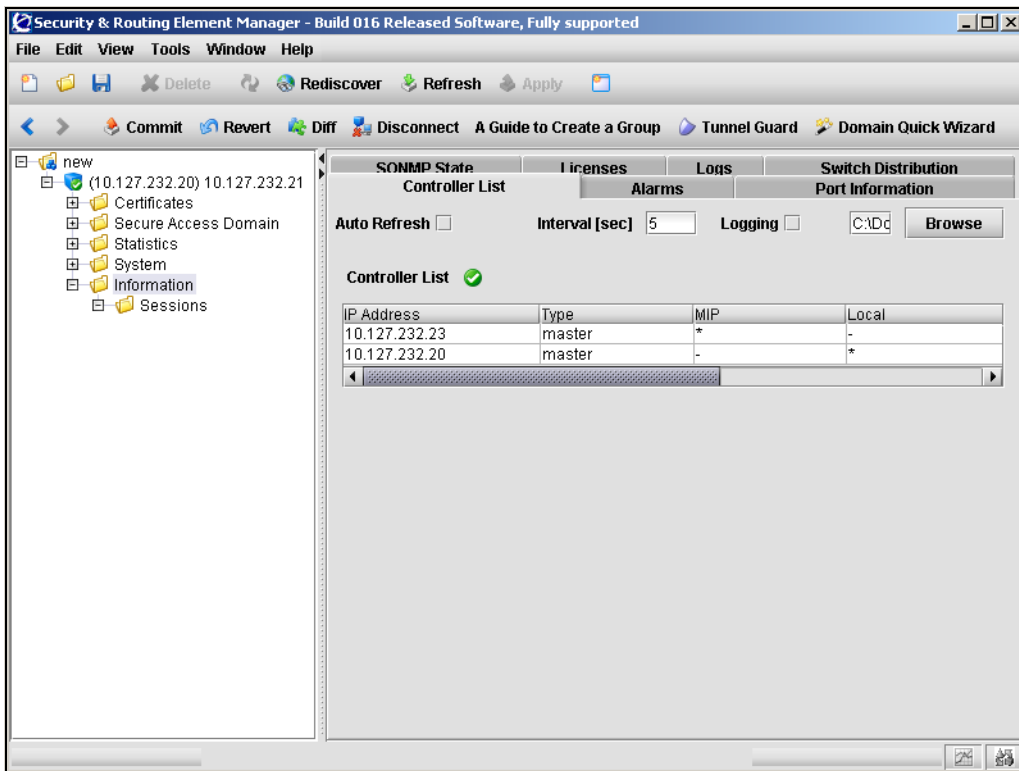 Security & Routing Element Manager - Build 016 Released Software, Fully supported
File Edit View Tools Window Help
Delete Rediscover Refresh Apply
Commit Revert Diff Disconnect A Guide to Create a Group Tunnel Guard Domain Quick Wizard
new
(10.127.232.20) 10.127.232.21
Certificates
Secure Access Domain
Statistics
System
Information
Sessions
SONMP State Licenses Logs Switch Distribution
Controller List Alarms Port Information
Auto Refresh Interval [sec] 5 Logging C:\Dc Browse
Controller List
IP Address Type MIP Local
10.127.232.23 master * -
10.127.232.20 master - *